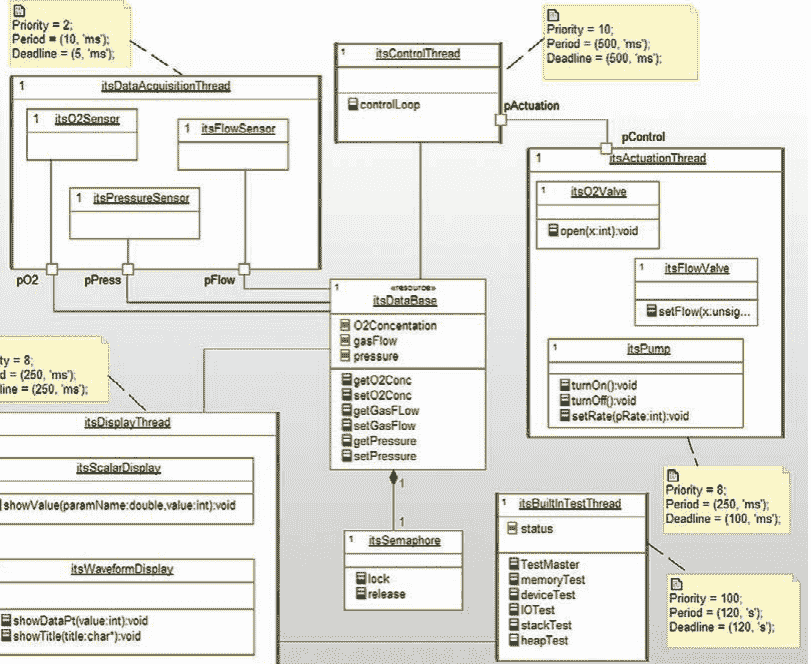 Priority = 2;
Period = (10, 'ms');
Deadline = (5, 'ms');
1
itsDataAcquisitionThread
1
itsO2Sensor
1
itsFlowSensor
1
itsPressureSensor
pO2
pPress
pFlow
1
itsControlThread
controlLoop
Priority = 10;
Period = (500, 'ms');
Deadline = (500, 'ms');
pActuation
pControl
1
itsActuationThread
1
itsO2Valve
open(x:int):void
1
itsFlowValve
setFlow(x:unsig...
1
itsPump
turnOn():void
turnOff():void
setRate(pRate:int):void
Priority = 8;
Period = (250, 'ms');
Deadline = (100, 'ms');
1
«resource»
itsDataBase
O2Concentation
gasFlow
pressure
getO2Conc
setO2Conc
getGasFLow
setGasFlow
getPressure
setPressure
1
1
1
itsSemaphore
lock
release
ty = 8;
d = (250, 'ms');
line = (250, 'ms');
itsDisplayThread
itsScalarDisplay
showValue(paramName:double,value:int):void
itsWaveformDisplay
showDataPt(value:int):void
showTitle(title:char*):void
1
itsBuiltInTestThread
status
TestMaster
memoryTest
deviceTest
IOTest
stackTest
heapTest
Priority = 100;
Period = (120, 's');
Deadline = (120, 's');